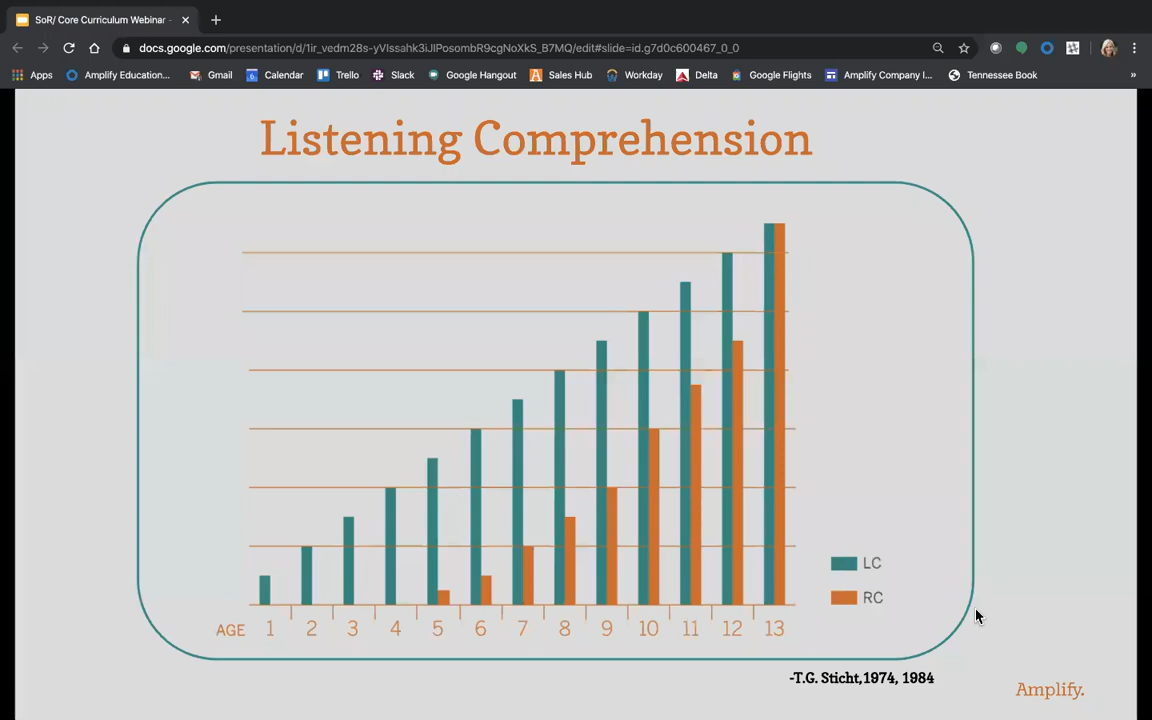 SoR/ Core Curriculum Webinar -
docs.google.com/presentation/d/1ir_vedm28s-yVIssahk3iJlPosombR9cgNoXkS_B7MQ/edit#slide=id.g7d0c600467_0_0
Apps Amplify Education... Gmail Calendar Trello Slack Google Hangout Sales Hub Workday Delta Google Flights Amplify Company I... Tennessee Book »
Listening Comprehension
LC
RC
AGE 1 2 3 4 5 6 7 8 9 10 11 12 13
-T.G. Sticht,1974, 1984
Amplify.